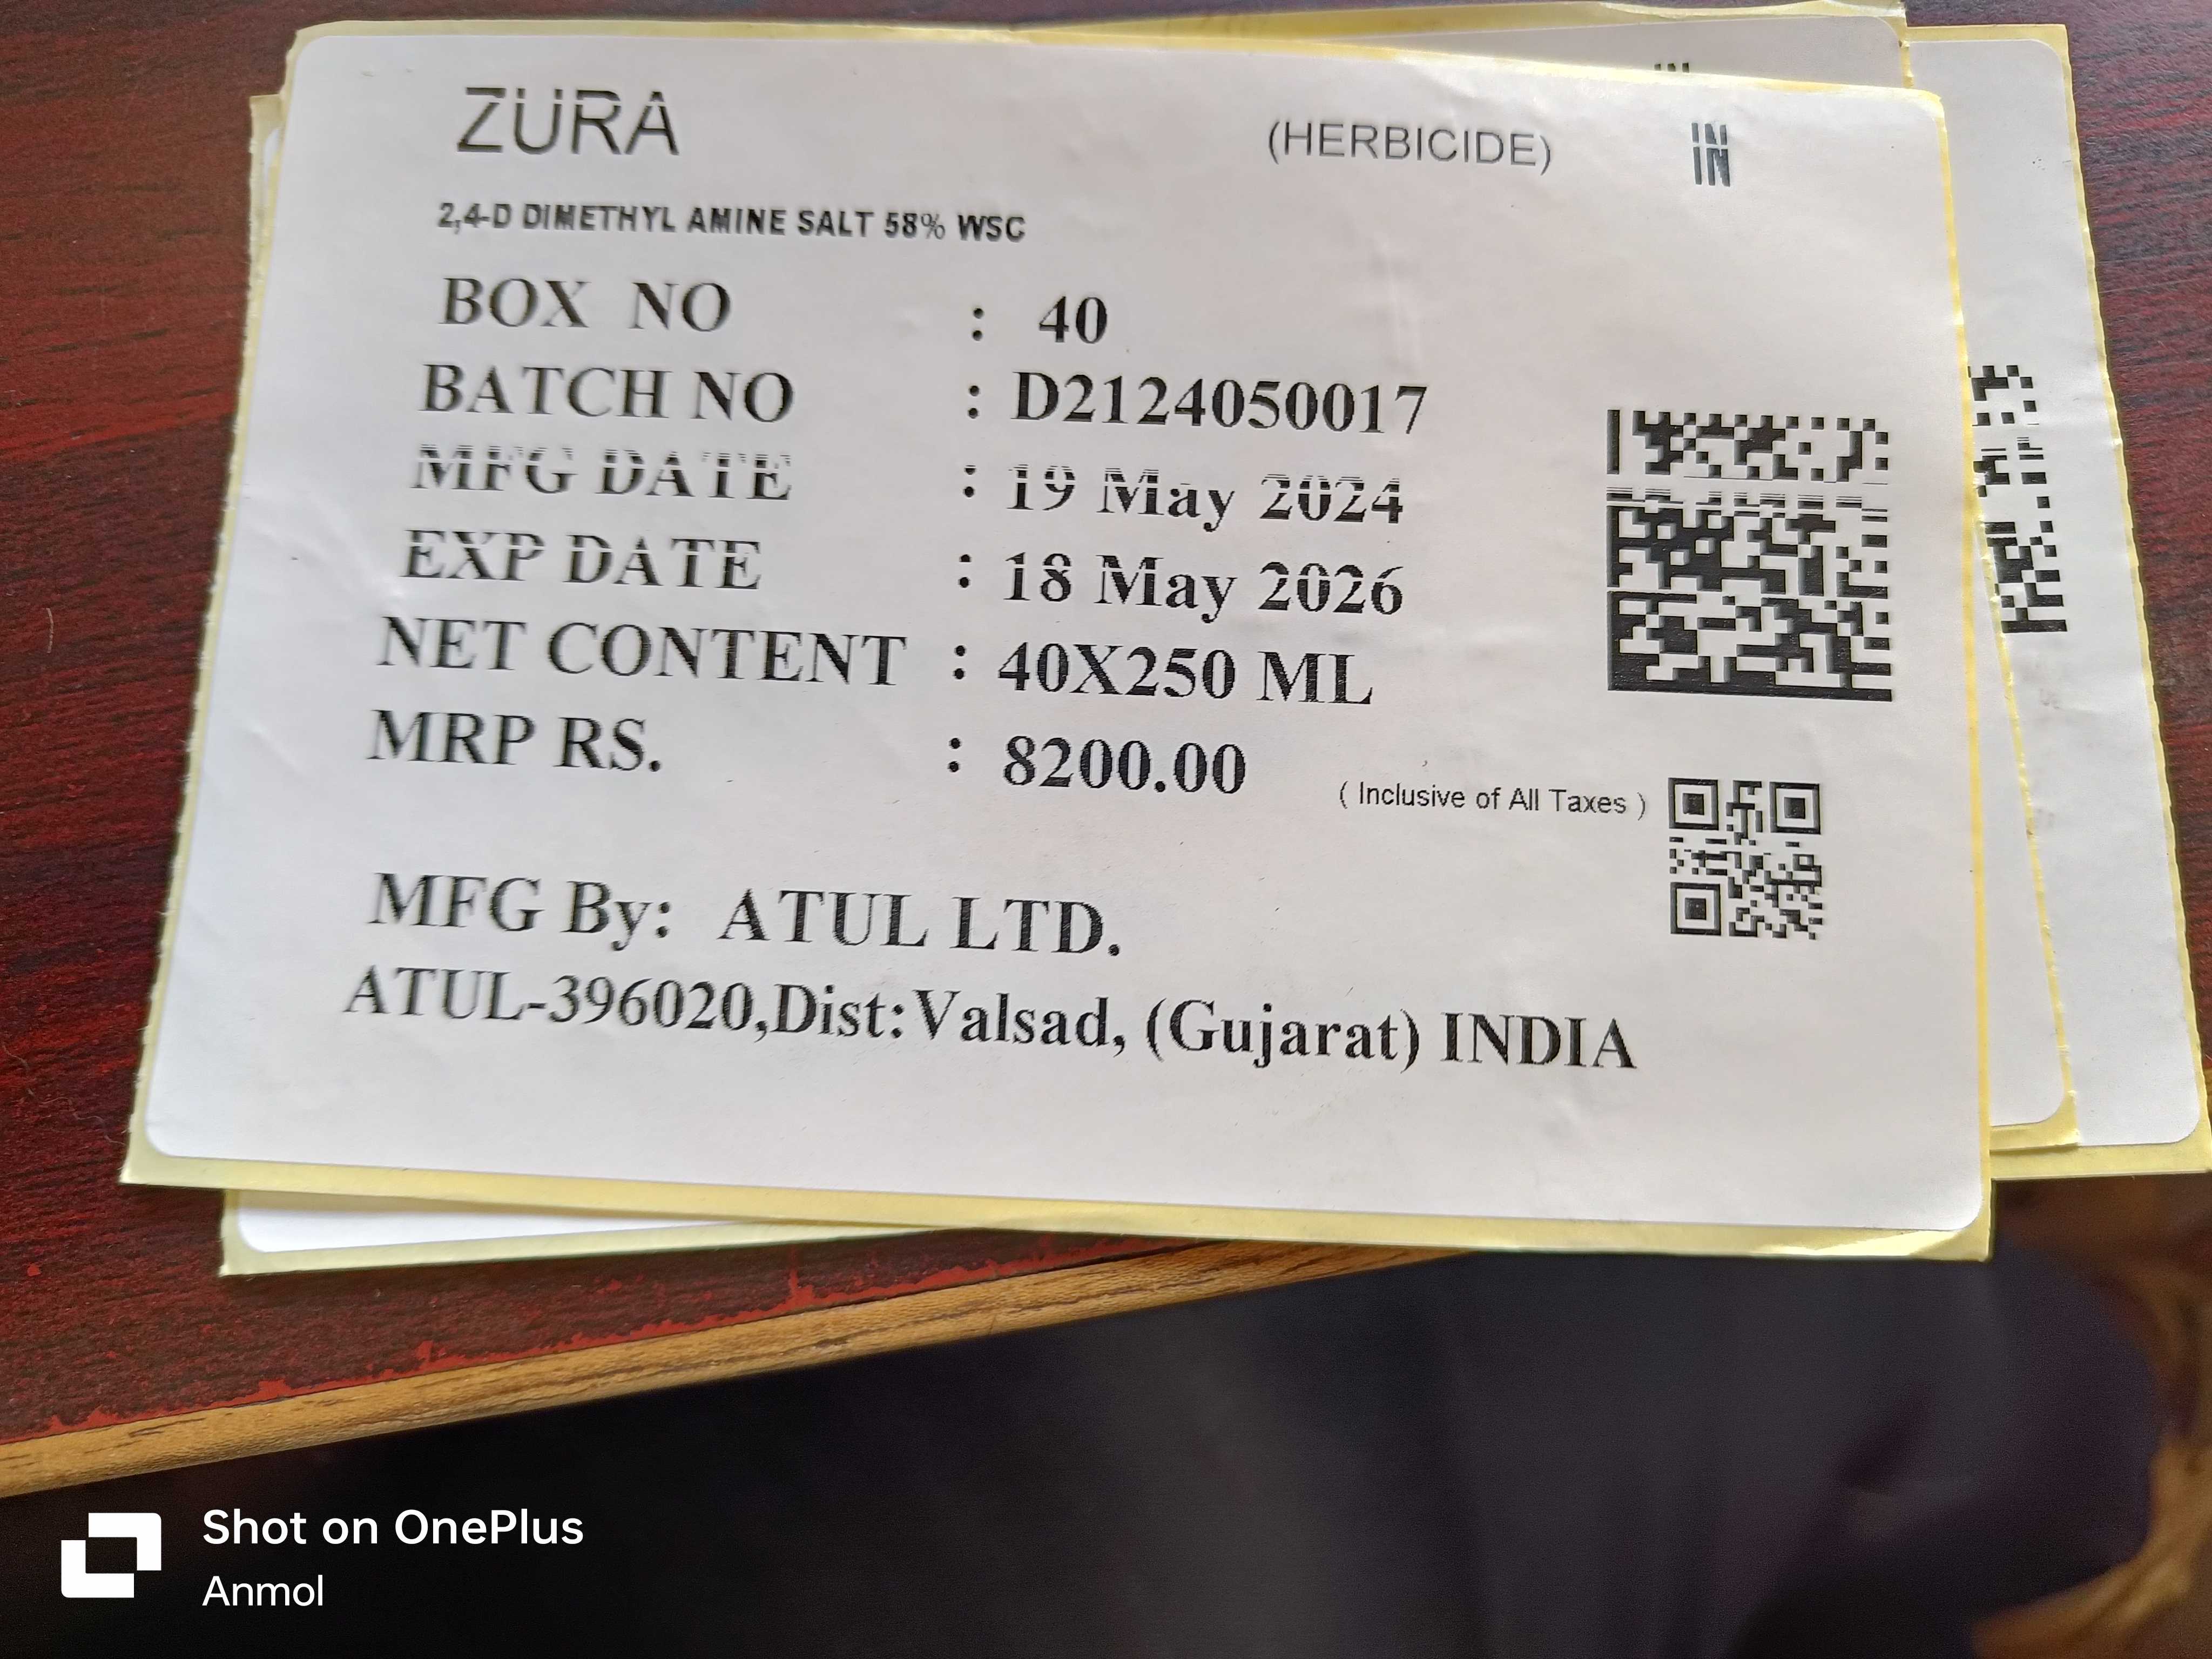 ZURA (HERBICIDE) IN
2,4-D DIMETHYL AMINE SALT 58% WSC
BOX NO : 40
BATCH NO : D2124050017
MFG DATE : 19 May 2024
EXP DATE : 18 May 2026
NET CONTENT : 40X250 ML
MRP RS. : 8200.00 ( Inclusive of All Taxes )
MFG By: ATUL LTD.
ATUL-396020,Dist:Valsad, (Gujarat) INDIA
Shot on OnePlus
Anmol